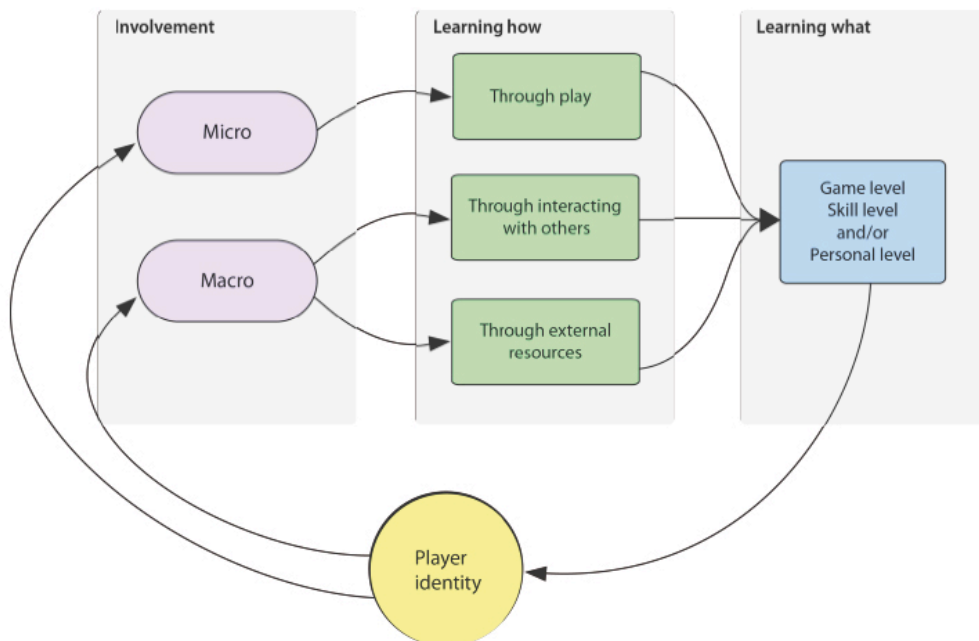 Involvement
Learning how
Learning what
Micro
Macro
Through play
Through interacting
with others
Through external
resources
Game level
Skill level
and/or
Personal level
Player
identity